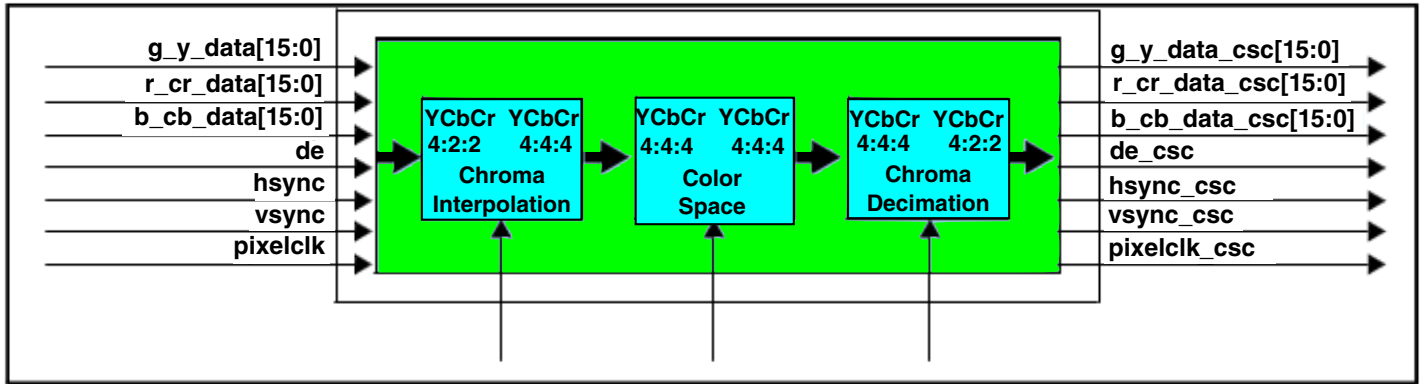 g_y_data[15:0]
r_cr_data[15:0]
b_cb_data[15:0]
de
hsync
vsync
pixelclk
YCbCr YCbCr
4:2:2 4:4:4
Chroma
Interpolation
YCbCr YCbCr
4:4:4 4:4:4
Color
Space
YCbCr YCbCr
4:4:4 4:2:2
Chroma
Decimation
g_y_data_csc[15:0]
r_cr_data_csc[15:0]
b_cb_data_csc[15:0]
de_csc
hsync_csc
vsync_csc
pixelclk_csc